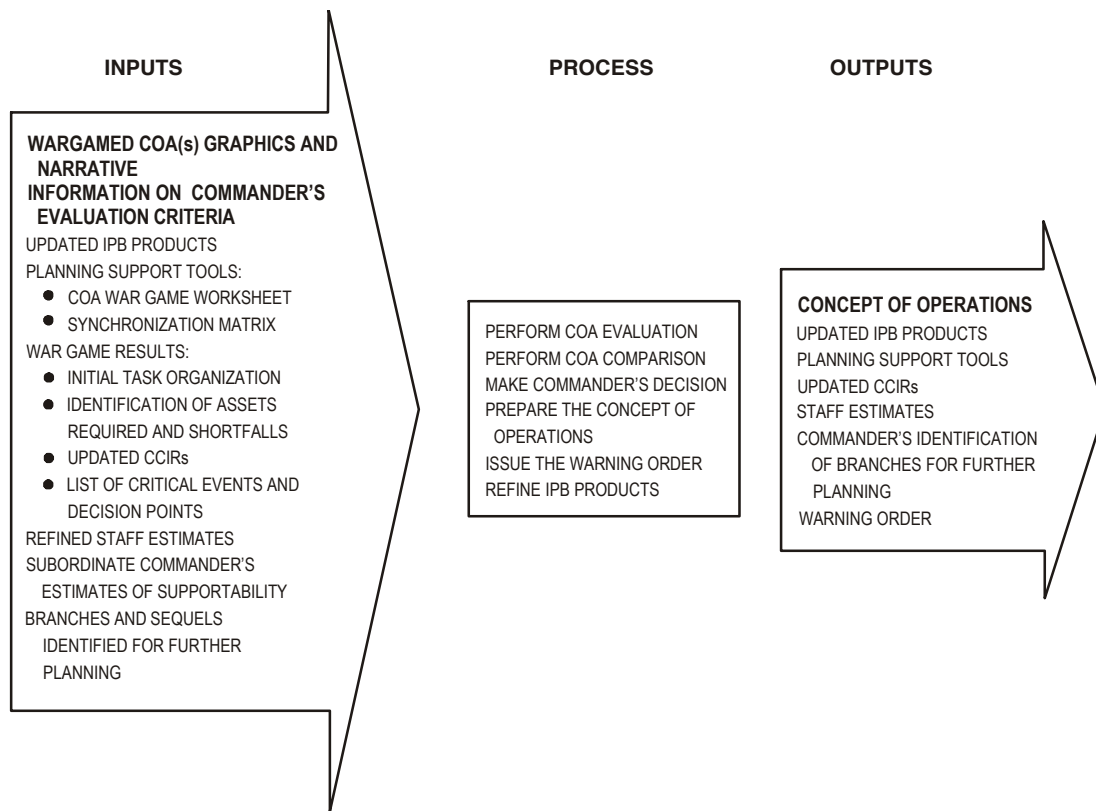 INPUTS
WARGAMED COA(s) GRAPHICS AND
NARRATIVE
INFORMATION ON COMMANDER'S
EVALUATION CRITERIA
UPDATED IPB PRODUCTS
PLANNING SUPPORT TOOLS:
● COA WAR GAME WORKSHEET
● SYNCHRONIZATION MATRIX
WAR GAME RESULTS:
● INITIAL TASK ORGANIZATION
● IDENTIFICATION OF ASSETS
REQUIRED AND SHORTFALLS
● UPDATED CCIRs
● LIST OF CRITICAL EVENTS AND
DECISION POINTS
REFINED STAFF ESTIMATES
SUBORDINATE COMMANDER'S
ESTIMATES OF SUPPORTABILITY
BRANCHES AND SEQUELS
IDENTIFIED FOR FURTHER
PLANNING
PROCESS
PERFORM COA EVALUATION
PERFORM COA COMPARISON
MAKE COMMANDER'S DECISION
PREPARE THE CONCEPT OF
OPERATIONS
ISSUE THE WARNING ORDER
REFINE IPB PRODUCTS
OUTPUTS
CONCEPT OF OPERATIONS
UPDATED IPB PRODUCTS
PLANNING SUPPORT TOOLS
UPDATED CCIRs
STAFF ESTIMATES
COMMANDER'S IDENTIFICATION
OF BRANCHES FOR FURTHER
PLANNING
WARNING ORDER